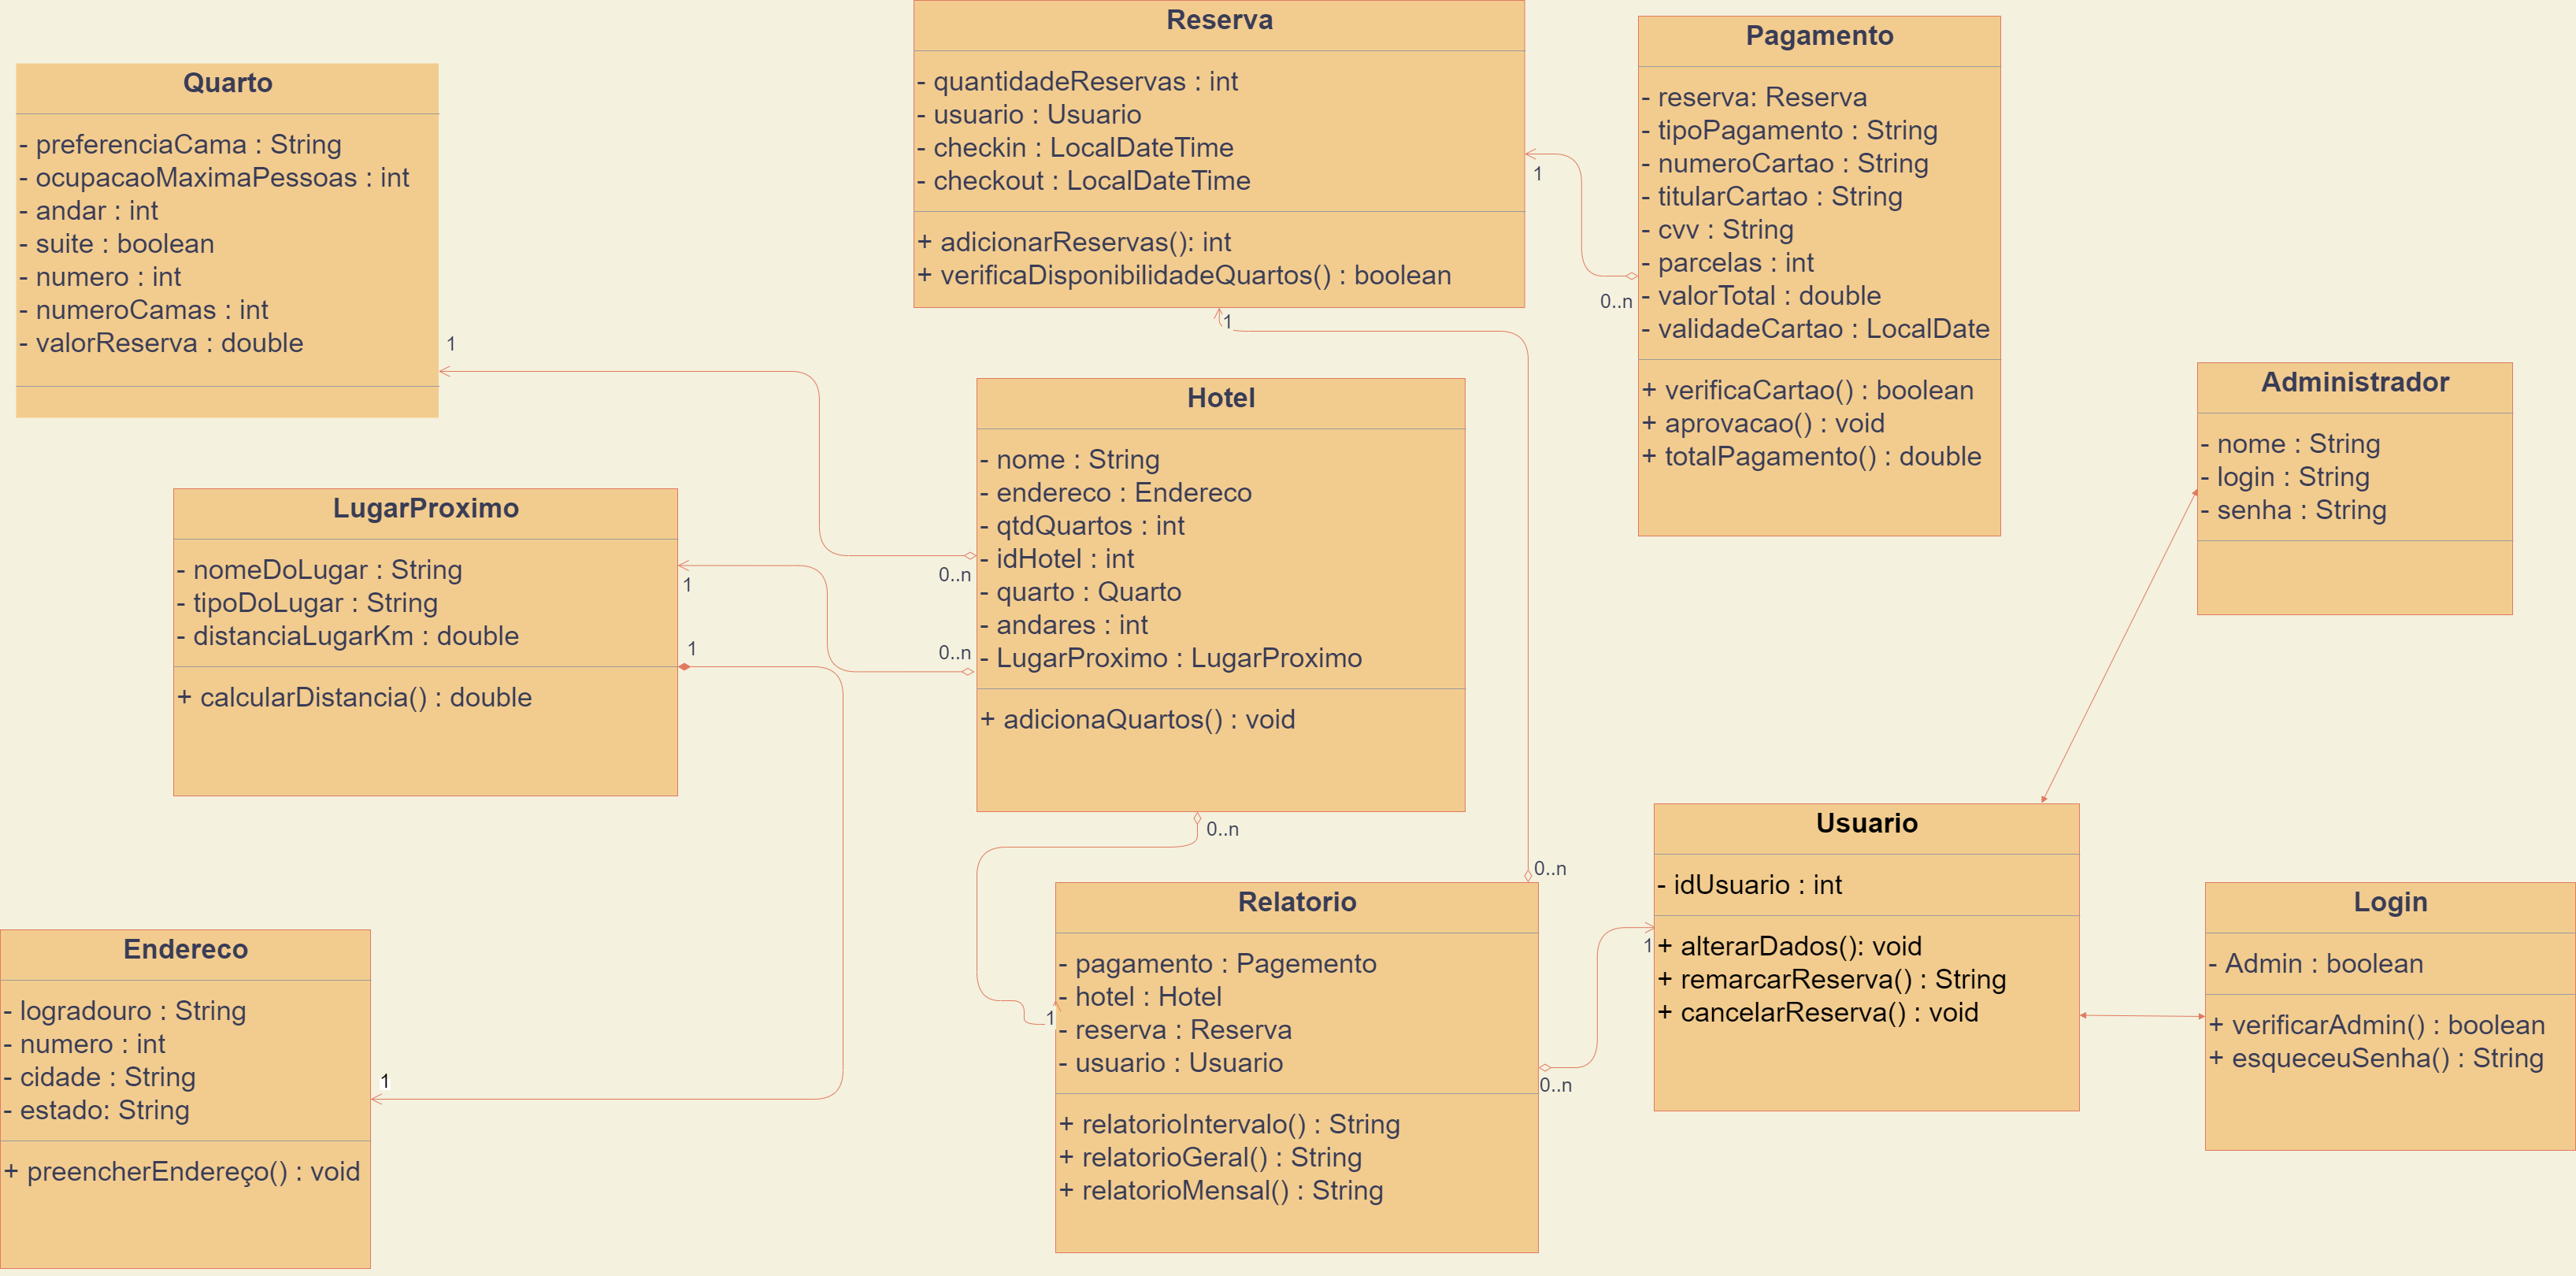 Quarto
- preferenciaCama : String
- ocupacaoMaximaPessoas : int
- andar : int
- suite : boolean
- numero : int
- numeroCamas : int
- valorReserva : double
1
Reserva
- quantidadeReservas : int
- usuario : Usuario
- checkin : LocalDateTime
- checkout : LocalDateTime
+ adicionarReservas(): int
+ verificaDisponibilidadeQuartos() : boolean
1
1
Pagamento
- reserva: Reserva
- tipoPagamento : String
- numeroCartao : String
- titularCartao : String
- cvv : String
- parcelas : int
- valorTotal : double
- validadeCartao : LocalDate
+ verificaCartao() : boolean
+ aprovacao() : void
+ totalPagamento() : double
0..n
Administrador
- nome : String
- login : String
- senha : String
LugarProximo
- nomeDoLugar : String
- tipoDoLugar : String
- distanciaLugarKm : double
+ calcularDistancia() : double
1
1
Hotel
- nome : String
- endereco : Endereco
- qtdQuartos : int
- idHotel : int
- quarto : Quarto
- andares : int
- LugarProximo : LugarProximo
+ adicionaQuartos() : void
0..n
0..n
0..n
Endereco
- logradouro : String
- numero : int
- cidade : String
- estado: String
+ preencherEndereço() : void
1
Relatorio
- pagamento : Pagemento
- hotel : Hotel
- reserva : Reserva
- usuario : Usuario
+ relatorioIntervalo() : String
+ relatorioGeral() : String
+ relatorioMensal() : String
1
0..n
0..n
Usuario
- idUsuario : int
+ alterarDados(): void
+ remarcarReserva() : String
+ cancelarReserva() : void
1
Login
- Admin : boolean
+ verificarAdmin() : boolean
+ esqueceuSenha() : String